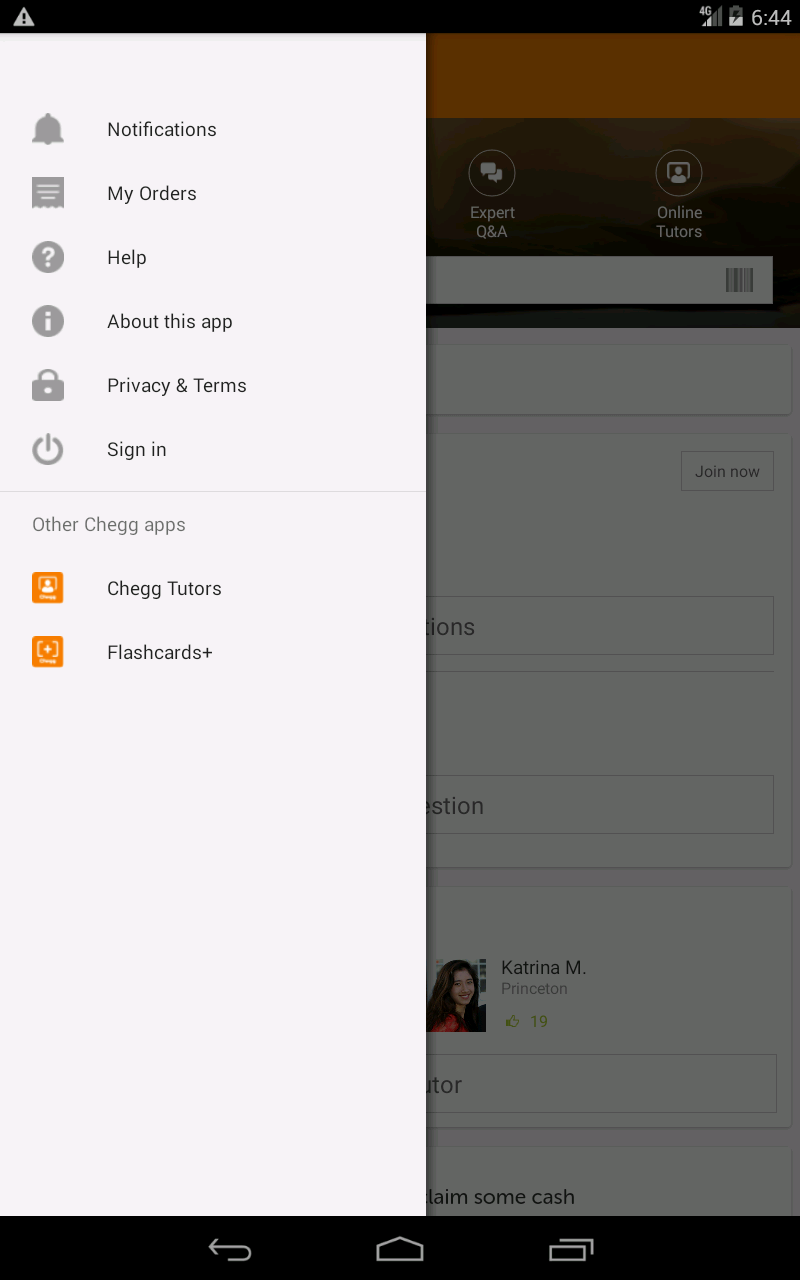 4G 6:44
Notifications
My Orders
Help
About this app
Privacy & Terms
Sign in
Other Chegg apps
Chegg Tutors
Flashcards+
Expert
Q&A
Online
Tutors
Join now
tions
estion
Katrina M.
Princeton
19
utor
claim some cash